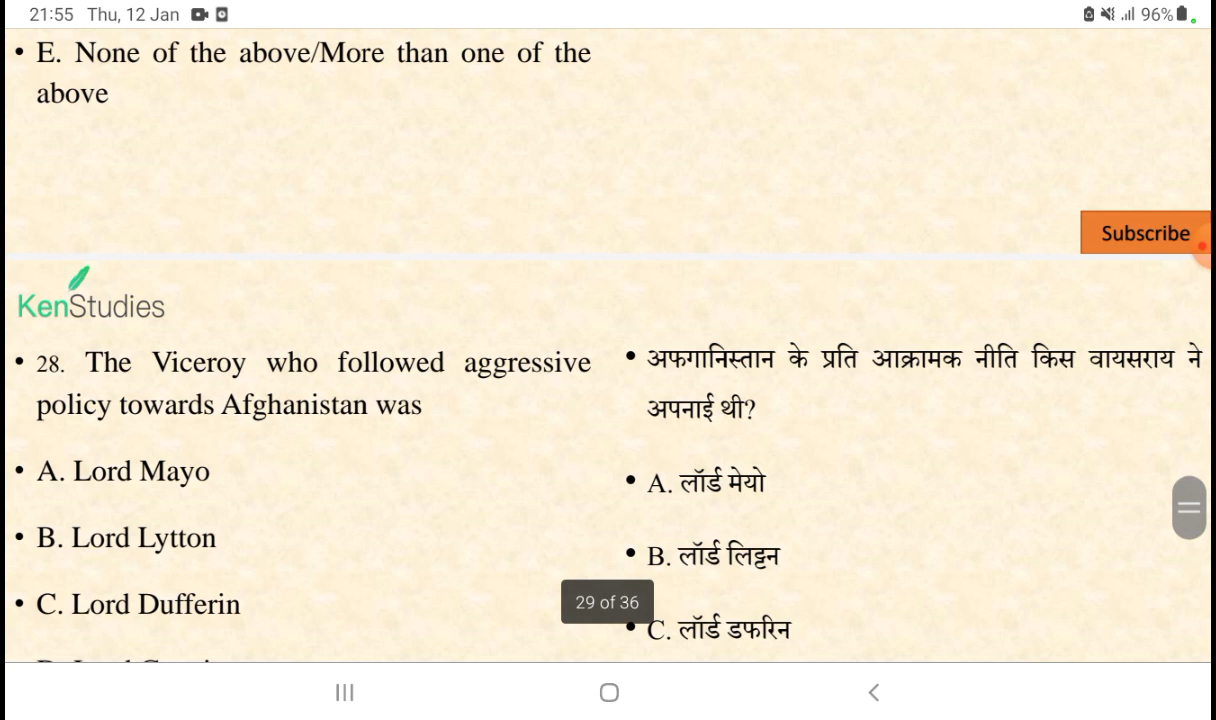 21:55 Thu, 12 Jan
96%
• E. None of the above/More than one of the
above
Subscribe
KenStudies
• 28. The Viceroy who followed aggressive
policy towards Afghanistan was
• A. Lord Mayo
• B. Lord Lytton
• C. Lord Dufferin
• अफगानिस्तान के प्रति आक्रामक नीति किस वायसराय ने
अपनाई थी?
• A. लॉर्ड मेयो
• B. लॉर्ड लिट्टन
• C. लॉर्ड डफरिन
29 of 36